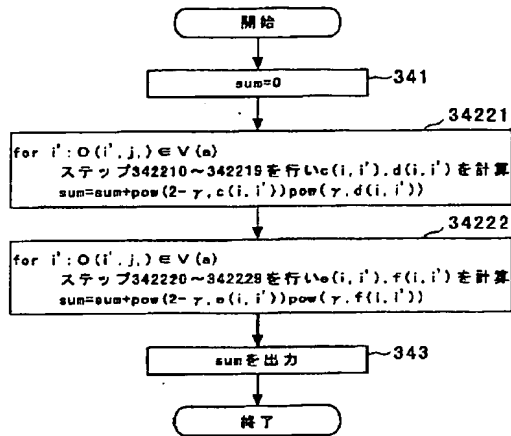 開始
sum=0
341
34221
for i':O(i',j,)∈V(a)
ステップ342210～342219を行いc(i,i'),d(i,i')を計算
sum=sum+pow(2-γ,c(i,i'))pow(γ,d(i,i'))
34222
for i':O(i',j,)∈V(a)
ステップ342220～342229を行いe(i,i'),f(i,i')を計算
sum=sum+pow(2-γ,e(i,i'))pow(γ,f(i,i'))
sumを出力
343
終了